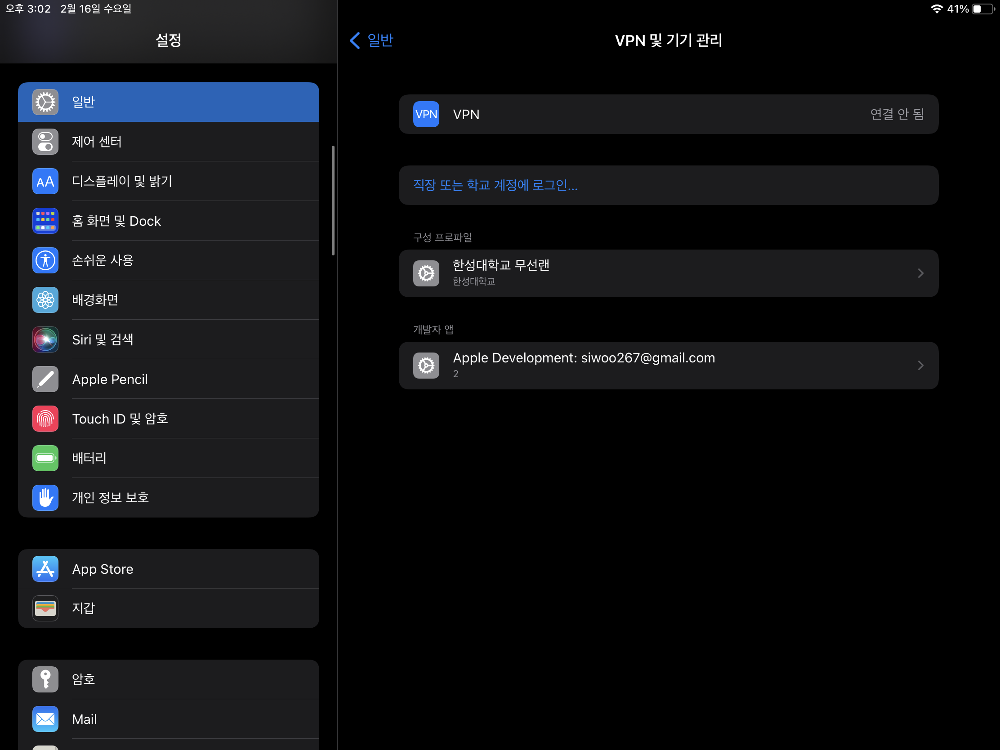 오후 3:02 2월 16일 수요일
41%
설정
일반
제어 센터
AA
디스플레이 및 밝기
홈 화면 및 Dock
손쉬운 사용
배경화면
Siri 및 검색
Apple Pencil
Touch ID 및 암호
배터리
개인 정보 보호
App Store
지갑
암호
Mail
일반
VPN 및 기기 관리
VPN
VPN
연결 안 됨
직장 또는 학교 계정에 로그인...
구성 프로파일
한성대학교 무선랜
한성대학교
개발자 앱
Apple Development: siwoo267@gmail.com
2